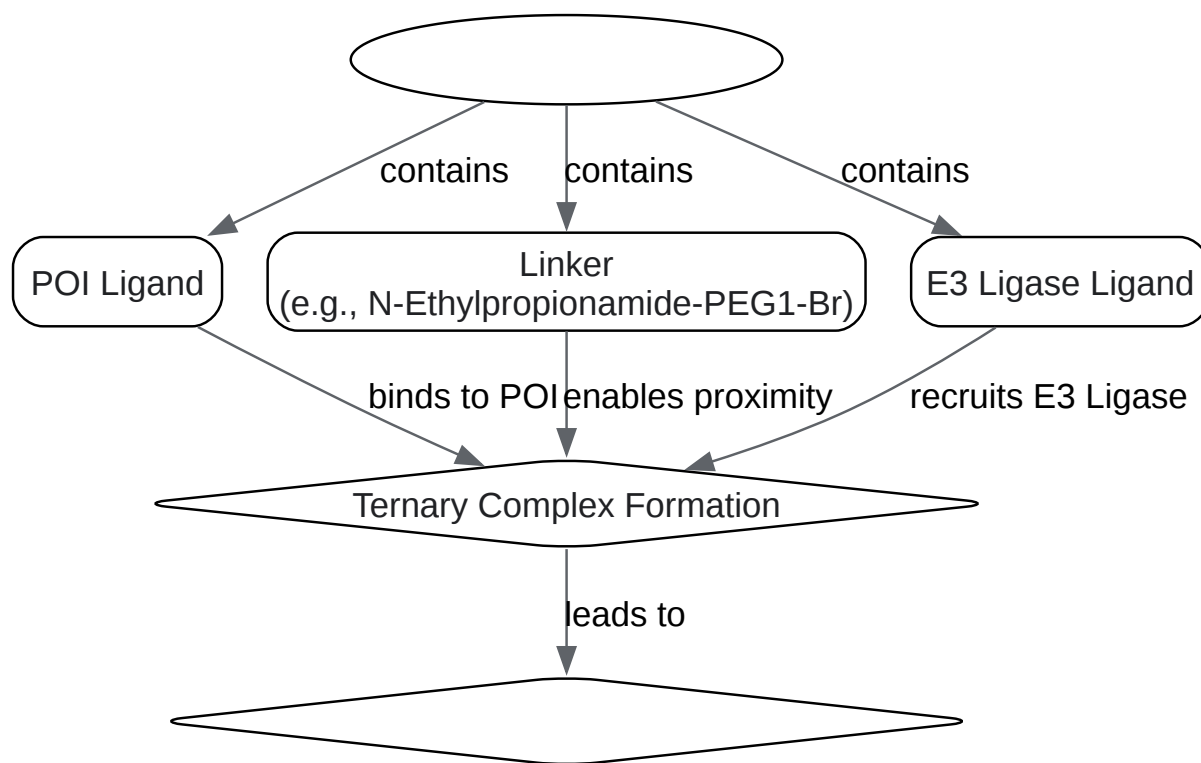 contains
contains
contains
POI Ligand
Linker
(e.g., N-Ethylpropionamide-PEG1-Br)
E3 Ligase Ligand
binds to POI
enables proximity
recruits E3 Ligase
Ternary Complex Formation
leads to